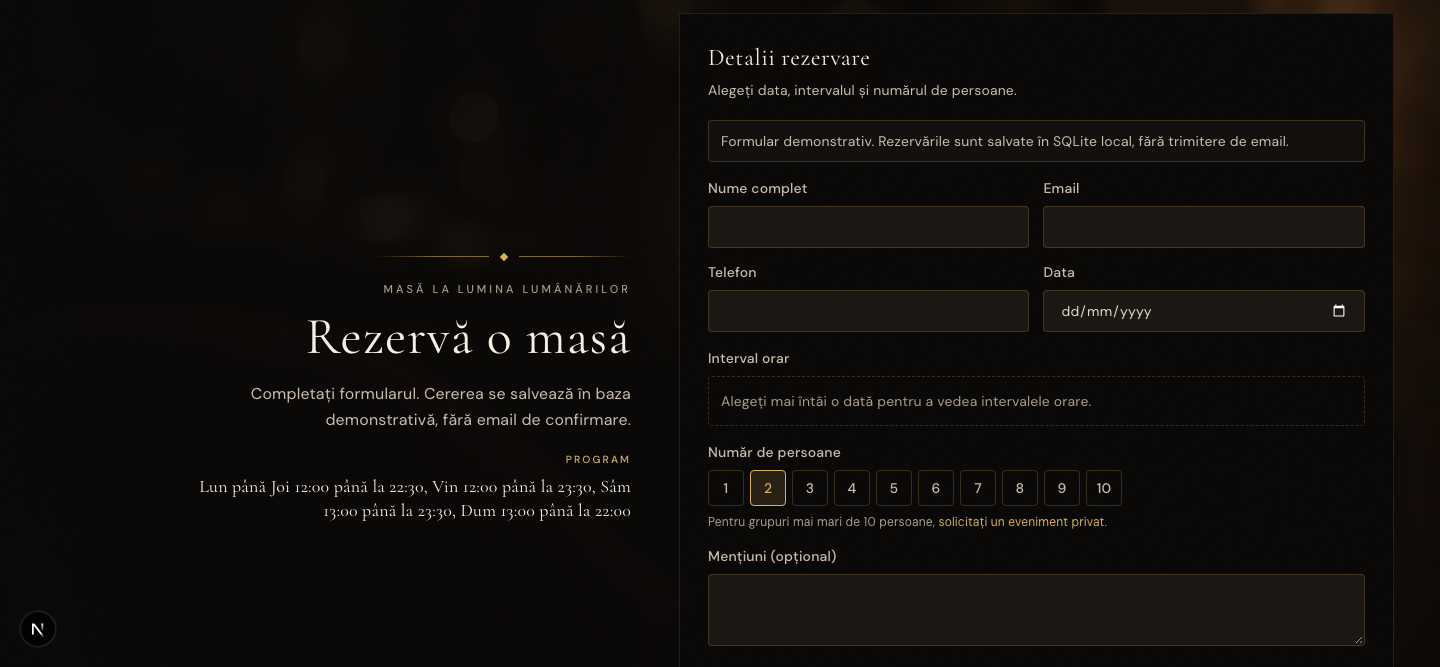 MASĂ LA LUMINA LUMÂNĂRILOR
Rezervă o masă
Completați formularul. Cererea se salvează în baza
demonstrativă, fără email de confirmare.
PROGRAM
Lun până Joi 12:00 până la 22:30, Vin 12:00 până la 23:30, Sâm
13:00 până la 23:30, Dum 13:00 până la 22:00
N
Detalii rezervare
Alegeți data, intervalul și numărul de persoane.
Formular demonstrativ. Rezervările sunt salvate în SQLite local, fără trimitere de email.
Nume complet
Email
Telefon
Data
dd/mm/yyyy
Interval orar
Alegeți mai întâi o dată pentru a vedea intervalele orare.
Număr de persoane
1 2 3 4 5 6 7 8 9 10
Pentru grupuri mai mari de 10 persoane, solicitați un eveniment privat.
Mențiuni (opțional)